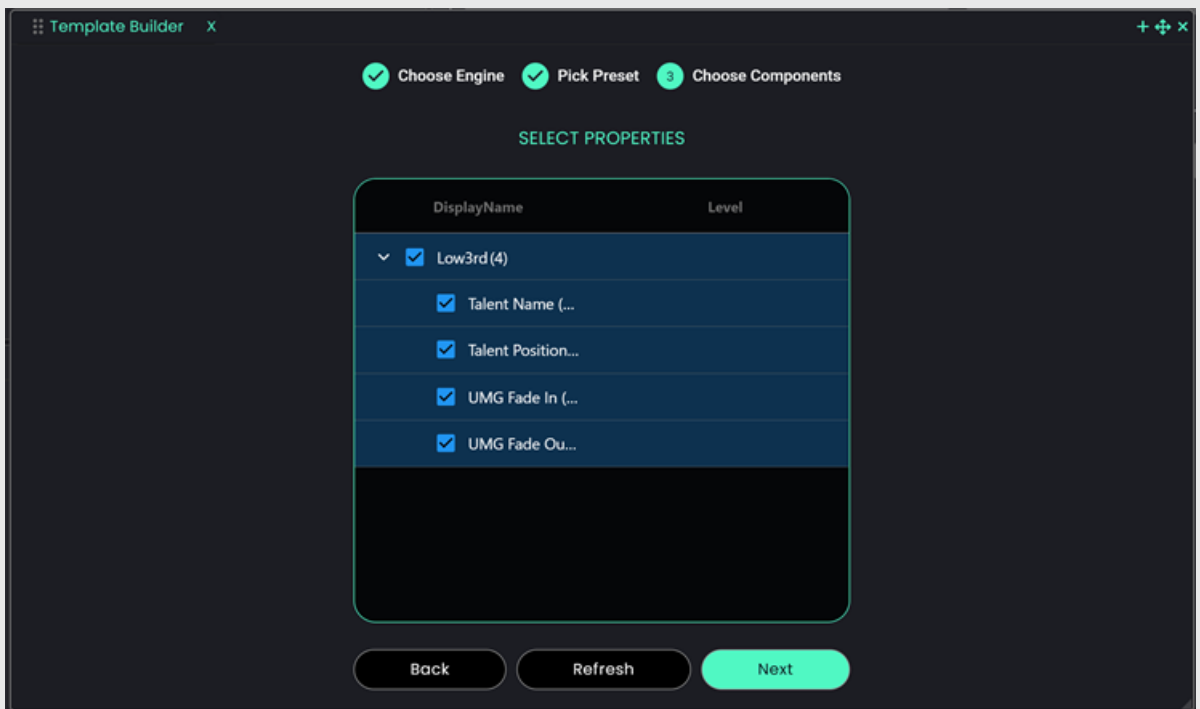 Template Builder X
Choose Engine Pick Preset 3 Choose Components
SELECT PROPERTIES
DisplayName Level
Low3rd (4)
Talent Name (...
Talent Position...
UMG Fade In (...
UMG Fade Ou...
Back Refresh Next